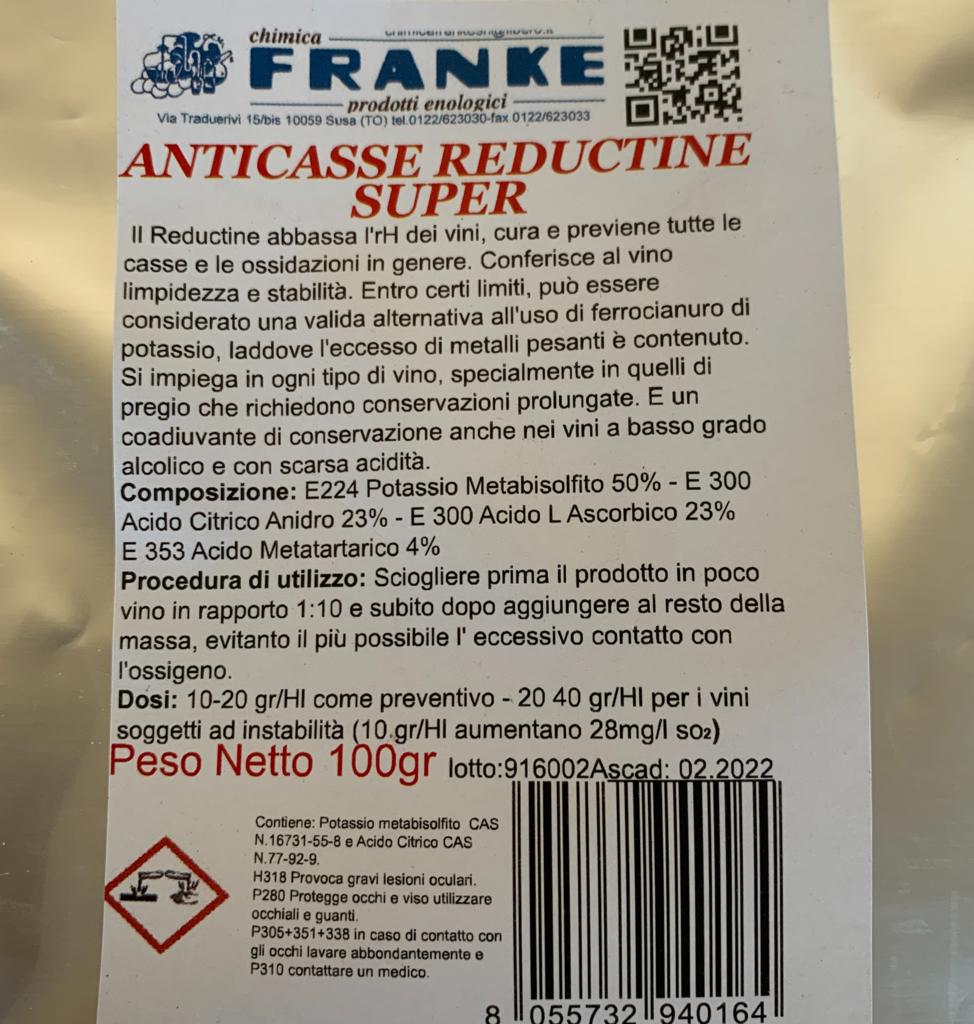 chimica
FRANKE
prodotti enologici
Via Traduerivi 15/bis 10059 Susa (TO) tel.0122/623030-fax 0122/623033
ANTICASSE REDUCTINE
SUPER
Il Reductine abbassa l'rH dei vini, cura e previene tutte le
casse e le ossidazioni in genere. Conferisce al vino
limpidezza e stabilità. Entro certi limiti, può essere
considerato una valida alternativa all'uso di ferrocianuro di
potassio, laddove l'eccesso di metalli pesanti è contenuto.
Si impiega in ogni tipo di vino, specialmente in quelli di
pregio che richiedono conservazioni prolungate. E un
coadiuvante di conservazione anche nei vini a basso grado
alcolico e con scarsa acidità.
Composizione: E224 Potassio Metabisolfito 50% - E 300
Acido Citrico Anidro 23% - E 300 Acido L Ascorbico 23%
E 353 Acido Metatartarico 4%
Procedura di utilizzo: Sciogliere prima il prodotto in poco
vino in rapporto 1:10 e subito dopo aggiungere al resto della
massa, evitanto il più possibile l' eccessivo contatto con
l'ossigeno.
Dosi: 10-20 gr/Hl come preventivo - 20 40 gr/Hl per i vini
soggetti ad instabilità (10.gr/Hl aumentano 28mg/l so2)
Peso Netto 100gr lotto:916002Ascad: 02.2022
Contiene: Potassio metabisolfito CAS
N.16731-55-8 e Acido Citrico CAS
N.77-92-9.
H318 Provoca gravi lesioni oculari.
P280 Protegge occhi e viso utilizzare
occhiali e guanti.
P305+351+338 in caso di contatto con
gli occhi lavare abbondantemente e
P310 contattare un medico.
8 055732 940164